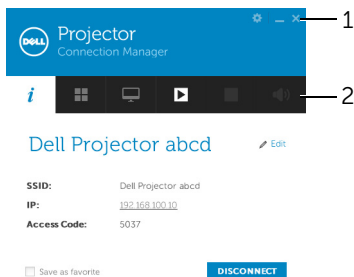 DELL
Projector
Connection Manager
1
i
2
Dell Projector abcd
Edit
SSID: Dell Projector abcd
IP: 192.168.100.10
Access Code: 5037
Save as favorite
DISCONNECT